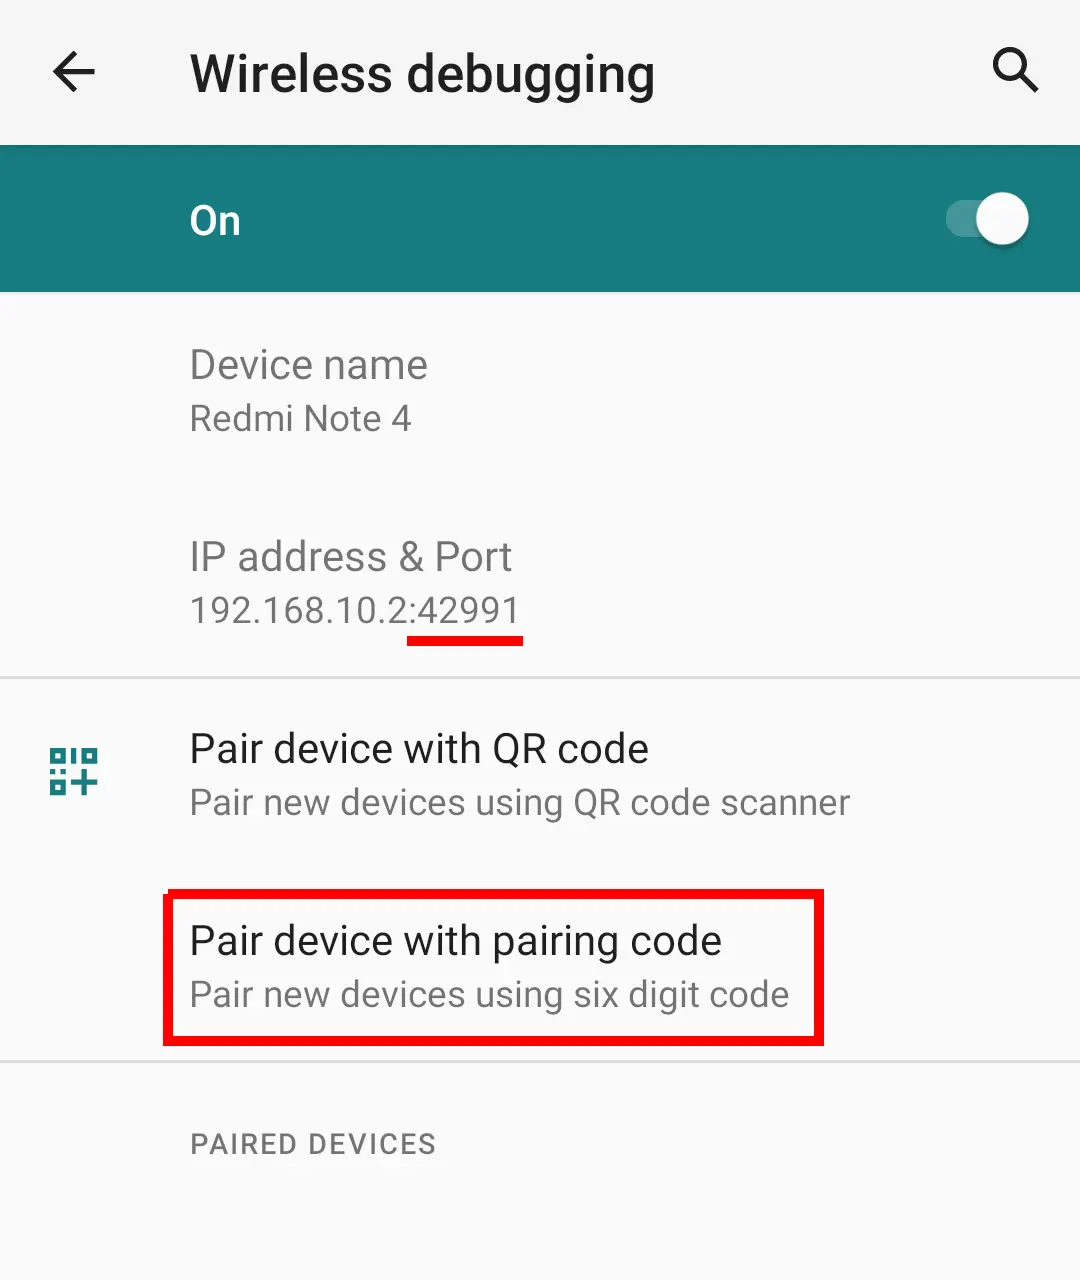 Wireless debugging
On
Device name
Redmi Note 4
IP address & Port
192.168.10.2:42991
Pair device with QR code
Pair new devices using QR code scanner
Pair device with pairing code
Pair new devices using six digit code
PAIRED DEVICES